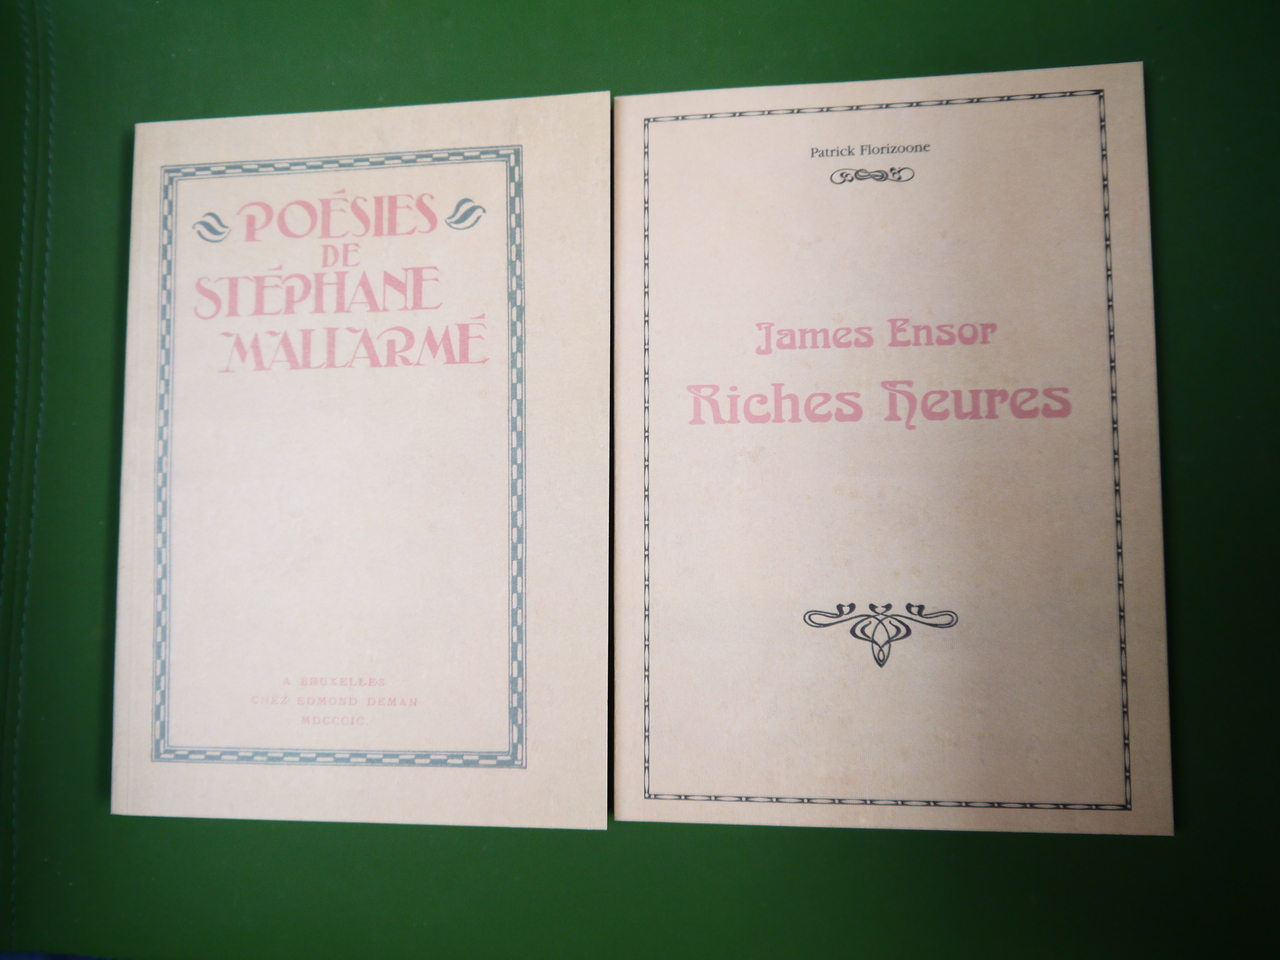 POÉSIES
DE
STÉPHANE
MALLARMÉ
A BRUXELLES
CHEZ EDMOND DEMAN
MDCCCIC
Patrick Florizoone
James Ensor
Riches Heures